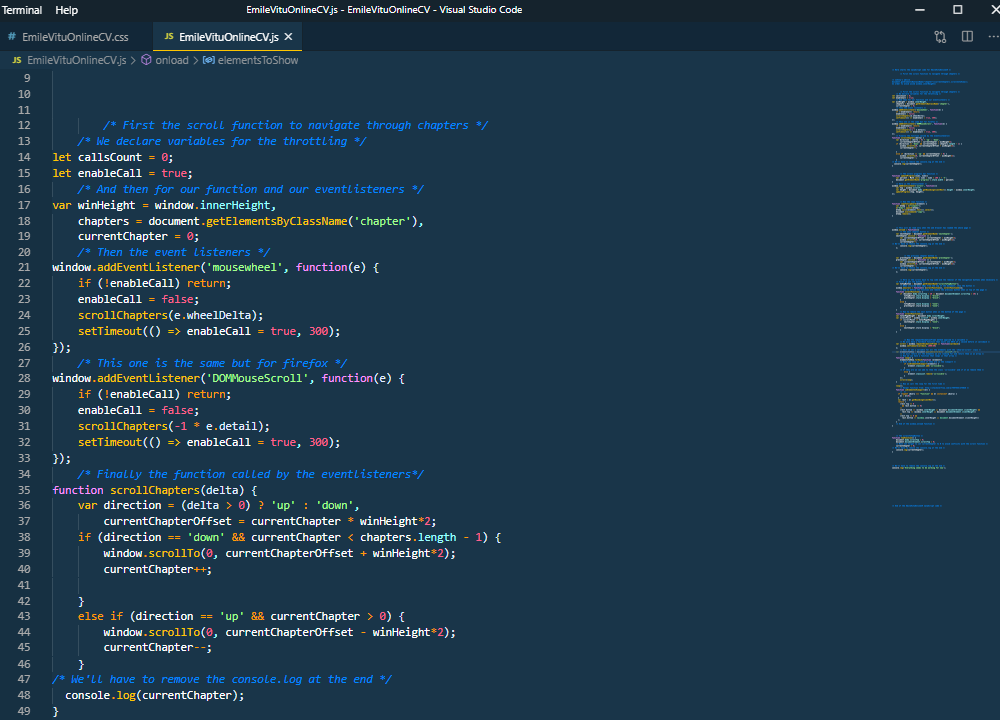 Terminal Help EmileVituOnlineCV.js - EmileVituOnlineCV - Visual Studio Code
# EmileVituOnlineCV.css JS EmileVituOnlineCV.js
JS EmileVituOnlineCV.js > onload > elementsToShow
9
10
11
12 /* First the scroll function to navigate through chapters */
13 /* We declare variables for the throttling */
14 let callsCount = 0;
15 let enableCall = true;
16 /* And then for our function and our eventlisteners */
17 var winHeight = window.innerHeight,
18 chapters = document.getElementsByClassName('chapter'),
19 currentChapter = 0;
20 /* Then the event listeners */
21 window.addEventListener('mousewheel', function(e) {
22 if (!enableCall) return;
23 enableCall = false;
24 scrollChapters(e.wheelDelta);
25 setTimeout(() => enableCall = true, 300);
26 });
27 /* This one is the same but for firefox */
28 window.addEventListener('DOMMouseScroll', function(e) {
29 if (!enableCall) return;
30 enableCall = false;
31 scrollChapters(-1 * e.detail);
32 setTimeout(() => enableCall = true, 300);
33 });
34 /* Finally the function called by the eventlisteners*/
35 function scrollChapters(delta) {
36 var direction = (delta > 0) ? 'up' : 'down',
37 currentChapterOffset = currentChapter * winHeight*2;
38 if (direction == 'down' && currentChapter < chapters.length - 1) {
39 window.scrollTo(0, currentChapterOffset + winHeight*2);
40 currentChapter++;
41
42 }
43 else if (direction == 'up' && currentChapter > 0) {
44 window.scrollTo(0, currentChapterOffset - winHeight*2);
45 currentChapter--;
46 }
47 /* We'll have to remove the console.log at the end */
48 console.log(currentChapter);
49 }